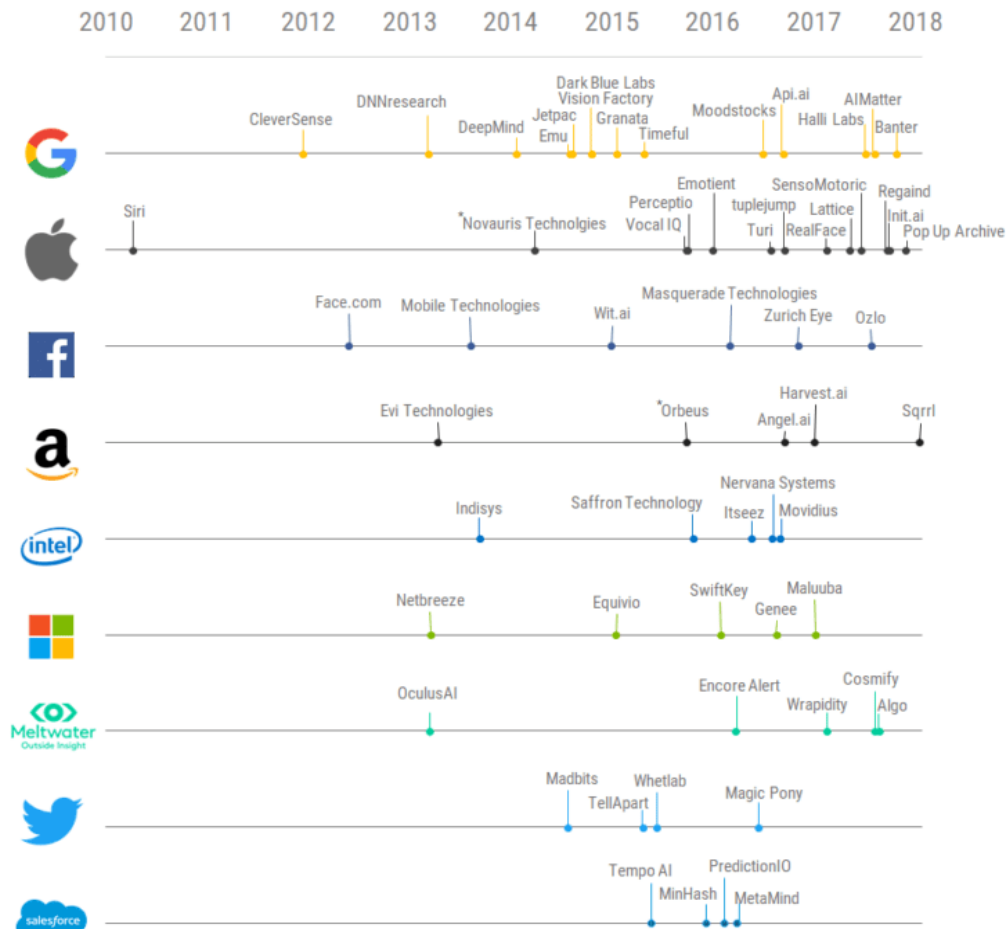 2010 2011 2012 2013 2014 2015 2016 2017 2018
CleverSense
DNNresearch
DeepMind
Jetpac
Emu
Dark Blue Labs
Vision Factory
Granata
Timeful
Moodstocks
Api.ai
Halli Labs
AIMatter
Banter
Siri
*Novauris Technolgies
Perceptio
Vocal IQ
Emotient
tuplejump
Turi
SensoMotoric
Lattice
RealFace
Regaind
Init.ai
Pop Up Archive
Face.com
Mobile Technologies
Wit.ai
Masquerade Technologies
Zurich Eye
Ozlo
a
Evi Technologies
*Orbeus
Angel.ai
Harvest.ai
Sqrrl
intel
Indisys
Saffron Technology
Itseez
Nervana Systems
Movidius
Netbreeze
Equivio
SwiftKey
Genee
Maluuba
Meltwater
Outside Insight
OculusAI
Encore Alert
Wrapidity
Cosmify
Algo
Madbits
TellApart
Whetlab
Magic Pony
salesforce
Tempo AI
MinHash
PredictionIO
MetaMind